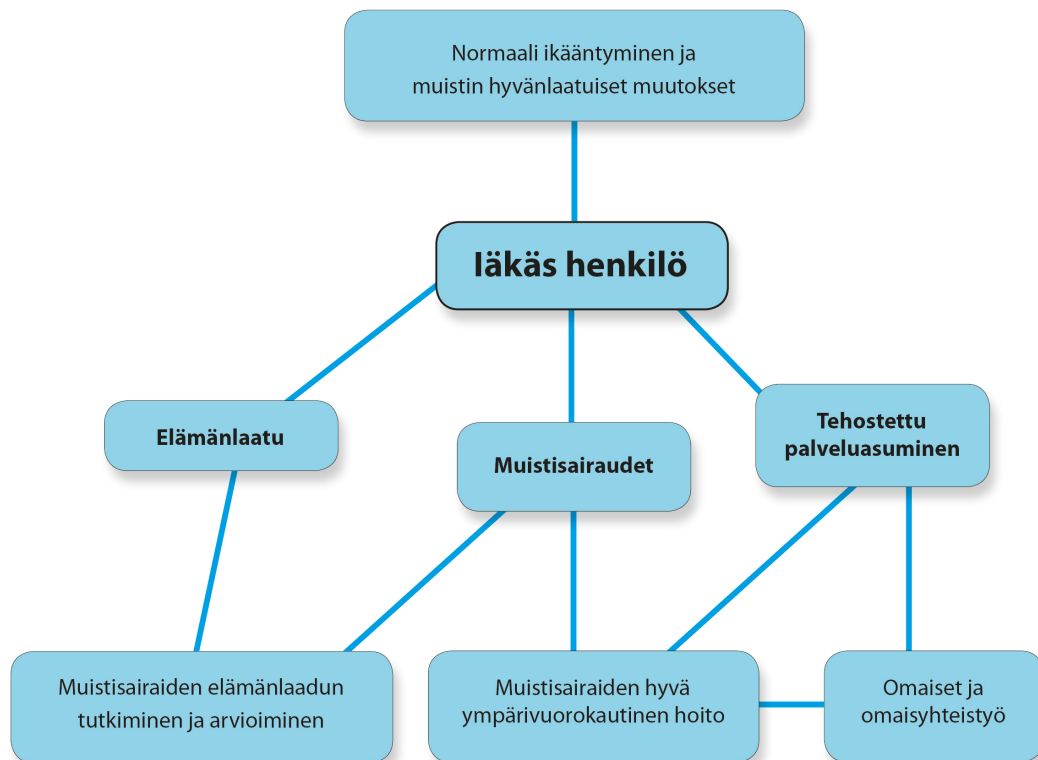 Normaali ikääntyminen ja
muistin hyvänlaatuiset muutokset
Iäkäs henkilö
Elämänlaatu
Muistisairaudet
Tehostettu
palveluasuminen
Muistisairaiden elämänlaadun
tutkiminen ja arvioiminen
Muistisairaiden hyvä
ympärivuorokautinen hoito
Omaiset ja
omaisyhteistyö